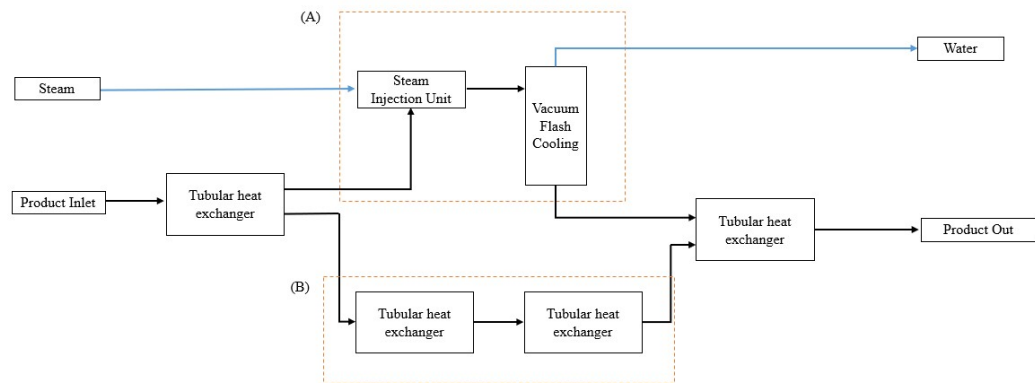 (A)
Water
Steam
Steam
Injection Unit
Vacuum
Flash
Cooling
Product Inlet
Tubular heat
exchanger
Tubular heat
exchanger
Product Out
(B)
Tubular heat
exchanger
Tubular heat
exchanger